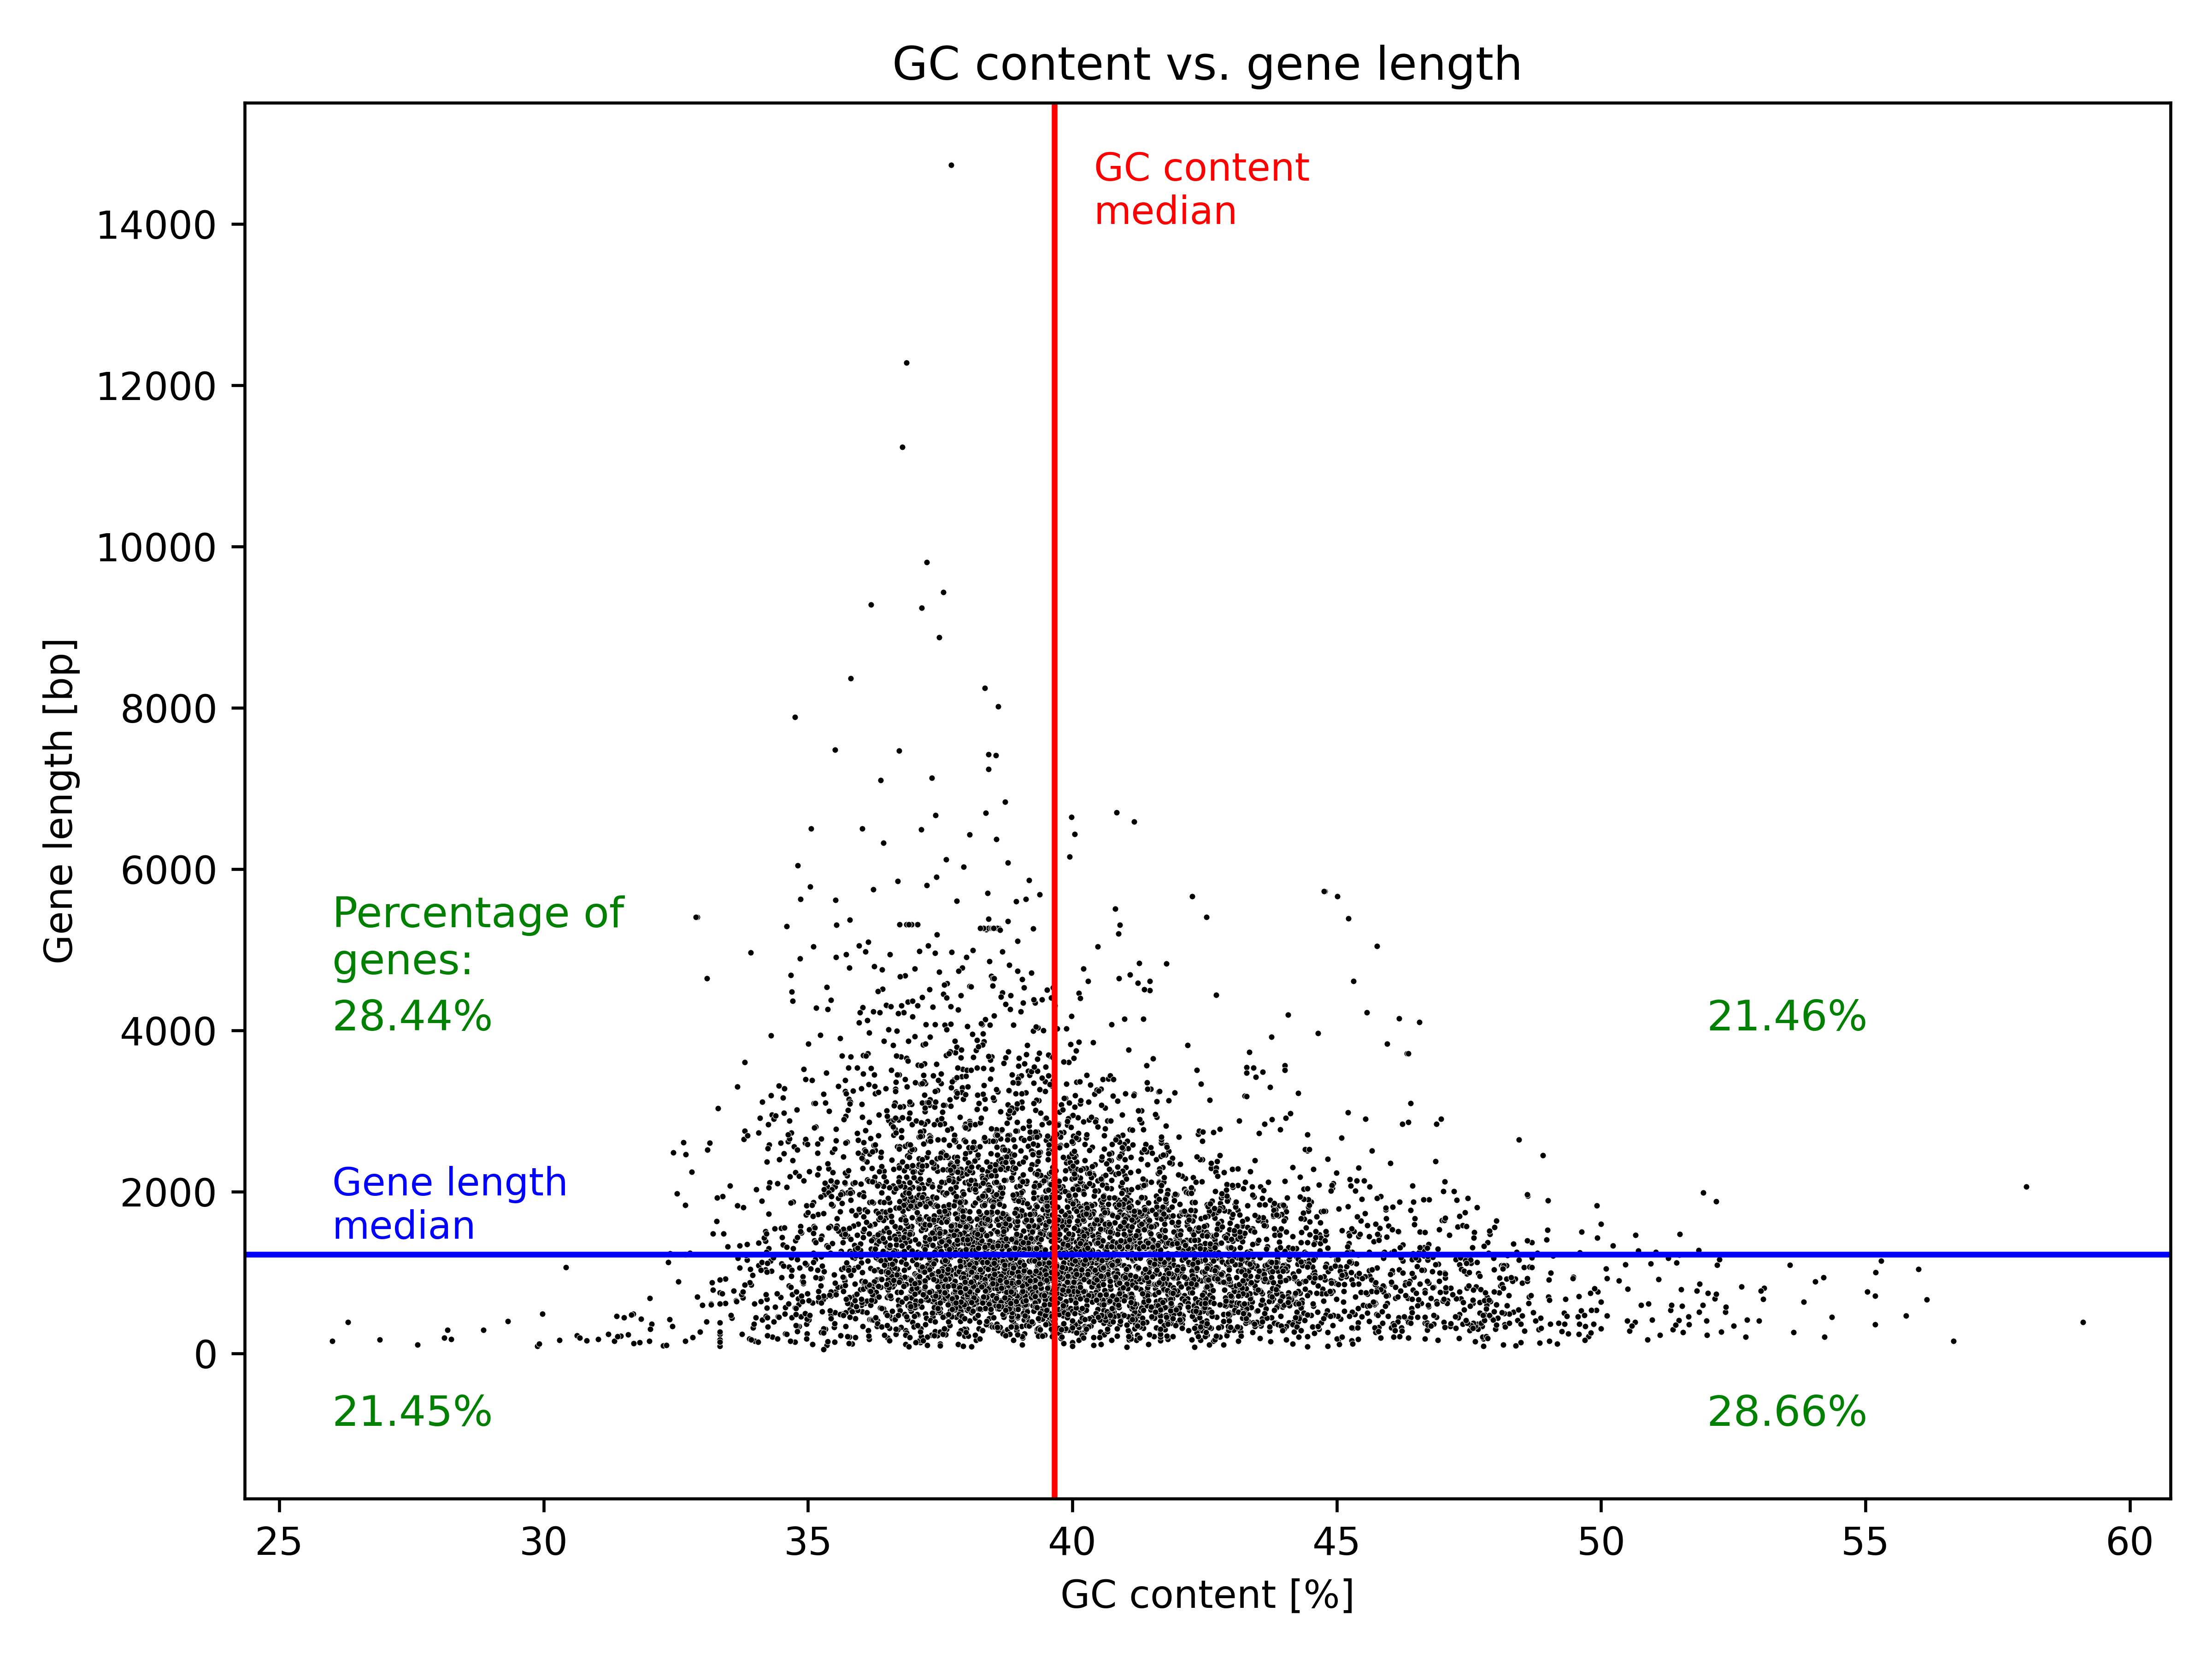 GC content vs. gene length
GC content
median
14000
12000
10000
8000
6000
4000
2000
0
Gene length [bp]
Percentage of
genes:
28.44%
21.46%
Gene length
median
21.45%
28.66%
25 30 35 40 45 50 55 60
GC content [%]